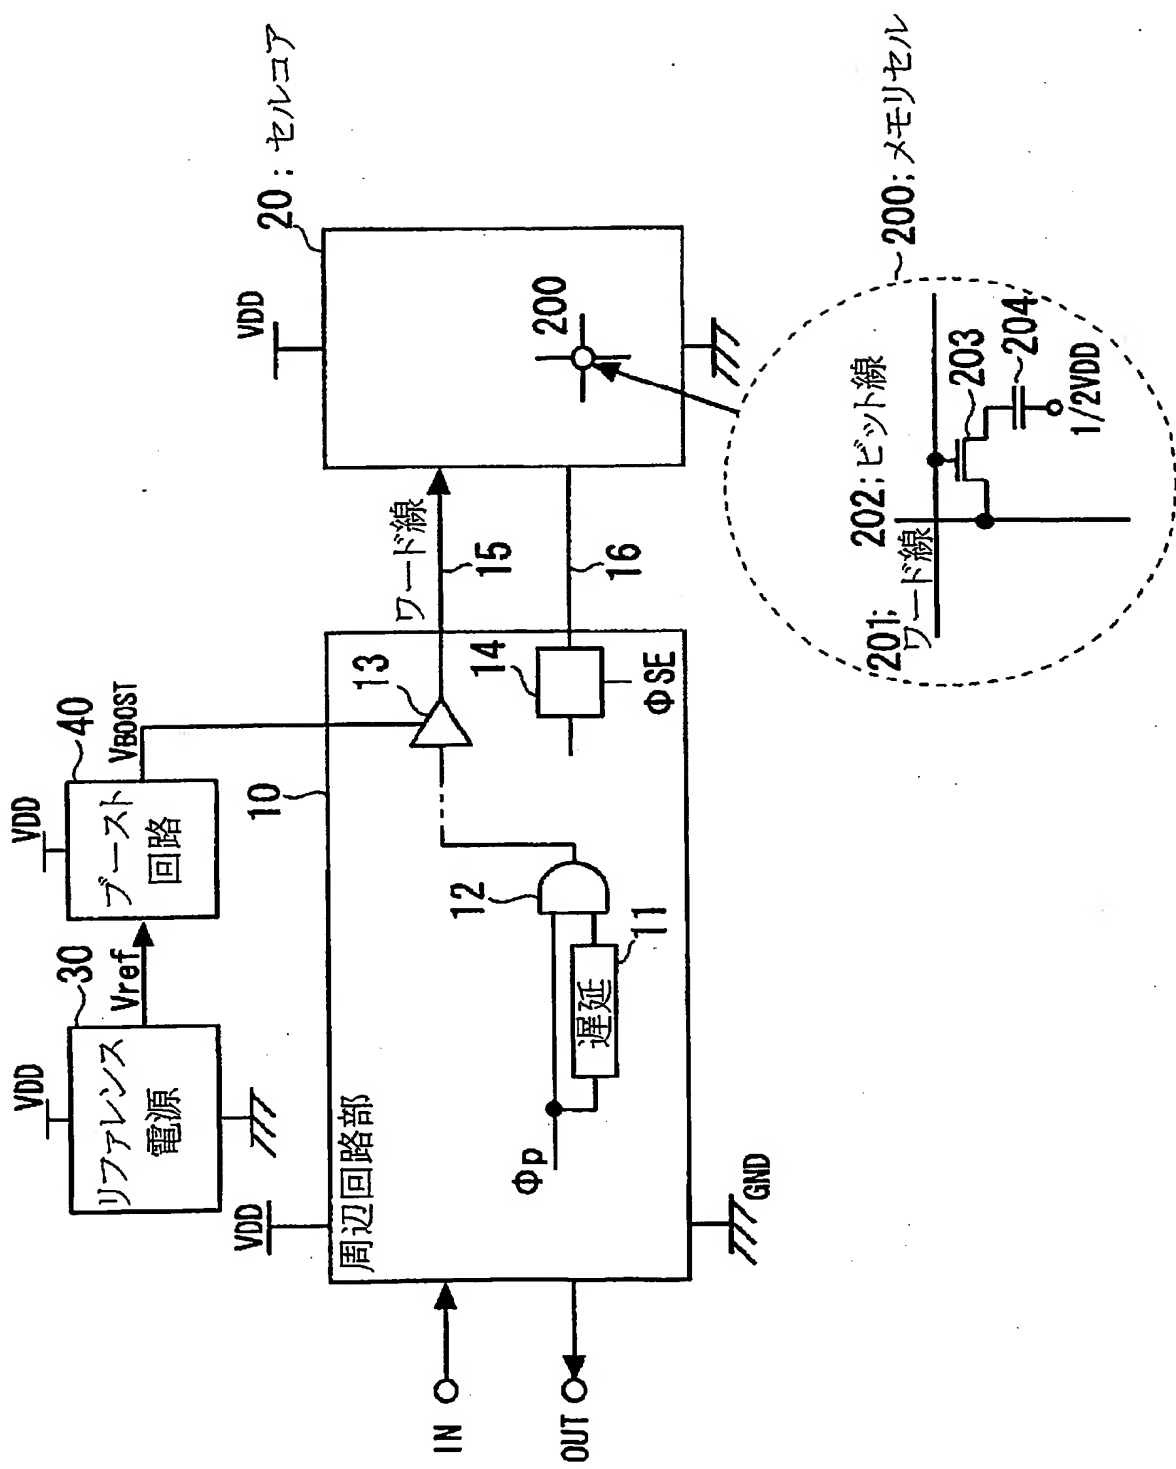 VDD
リファレンス
電源
30
Vref
VDD
ブースト
回路
40
VBOOST
VDD
周辺回路部
10
IN
OUT
GND
Φp
遅延
11
12
13
14
ΦSE
ワード線
15
16
VDD
20:セルコア
200
201;
ワード線
202;ビット線
203
204
1/2VDD
200;メモリセル